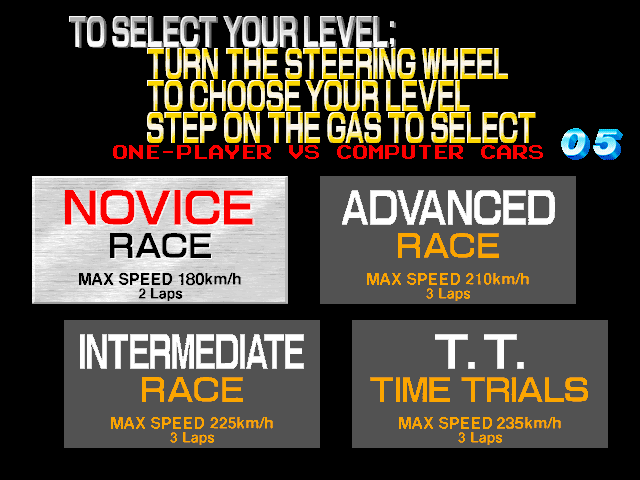 TO SELECT YOUR LEVEL;
TURN THE STEERING WHEEL
TO CHOOSE YOUR LEVEL
STEP ON THE GAS TO SELECT
ONE-PLAYER VS COMPUTER CARS 05
NOVICE
RACE
MAX SPEED 180km/h
2 Laps
ADVANCED
RACE
MAX SPEED 210km/h
3 Laps
INTERMEDIATE
RACE
MAX SPEED 225km/h
3 Laps
T.T.
TIME TRIALS
MAX SPEED 235km/h
3 Laps